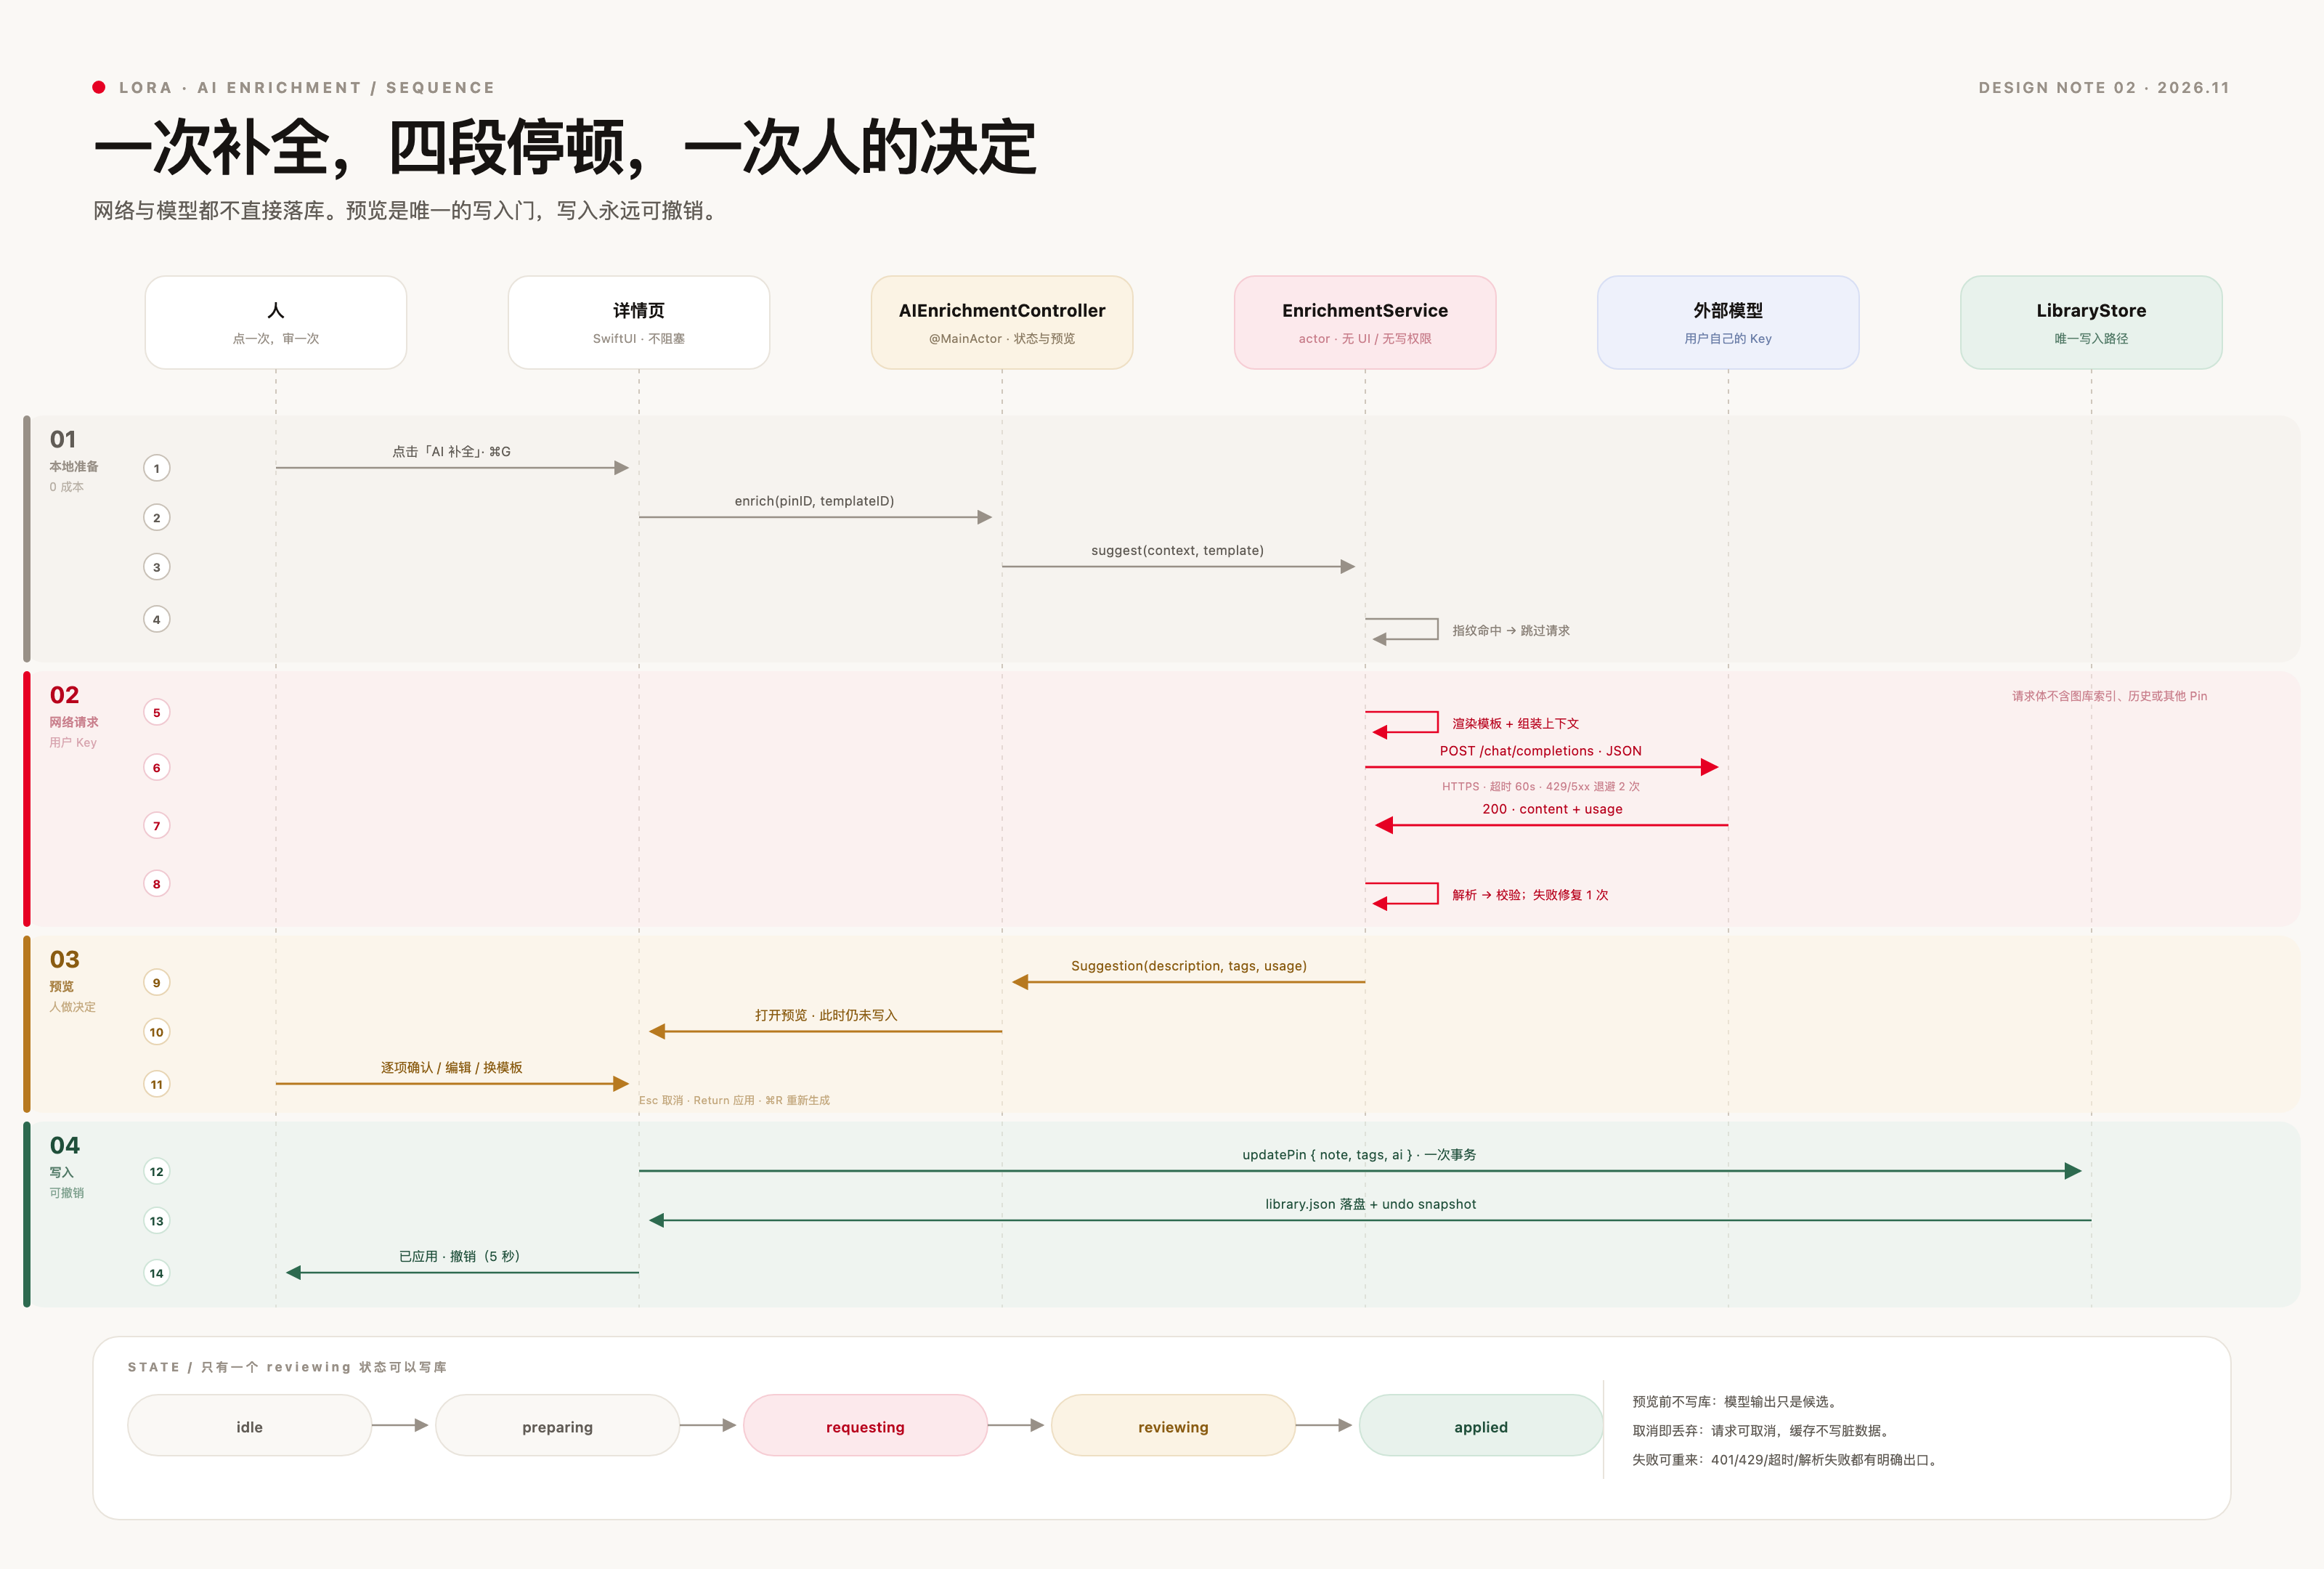 LORA · AI ENRICHMENT / SEQUENCE
DESIGN NOTE 02 · 2026.11
一次补全，四段停顿，一次人的决定
网络与模型都不直接落库。预览是唯一的写入门，写入永远可撤销。
人
点一次，审一次
详情页
SwiftUI · 不阻塞
AIEnrichmentController
@MainActor · 状态与预览
EnrichmentService
actor · 无 UI / 无写权限
外部模型
用户自己的 Key
LibraryStore
唯一写入路径
01
本地准备
0 成本
1
点击「AI 补全」· ⌘G
2
enrich(pinID, templateID)
3
suggest(context, template)
4
指纹命中 → 跳过请求
02
网络请求
用户 Key
请求体不含图库索引、历史或其他 Pin
5
渲染模板 + 组装上下文
6
POST /chat/completions · JSON
HTTPS · 超时 60s · 429/5xx 退避 2 次
7
200 · content + usage
8
解析 → 校验；失败修复 1 次
03
预览
人做决定
9
Suggestion(description, tags, usage)
10
打开预览 · 此时仍未写入
11
逐项确认 / 编辑 / 换模板
Esc 取消 · Return 应用 · ⌘R 重新生成
04
写入
可撤销
12
updatePin { note, tags, ai } · 一次事务
13
library.json 落盘 + undo snapshot
14
已应用 · 撤销（5 秒）
STATE / 只有一个 reviewing 状态可以写库
idle
preparing
requesting
reviewing
applied
预览前不写库：模型输出只是候选。
取消即丢弃：请求可取消，缓存不写脏数据。
失败可重来：401/429/超时/解析失败都有明确出口。